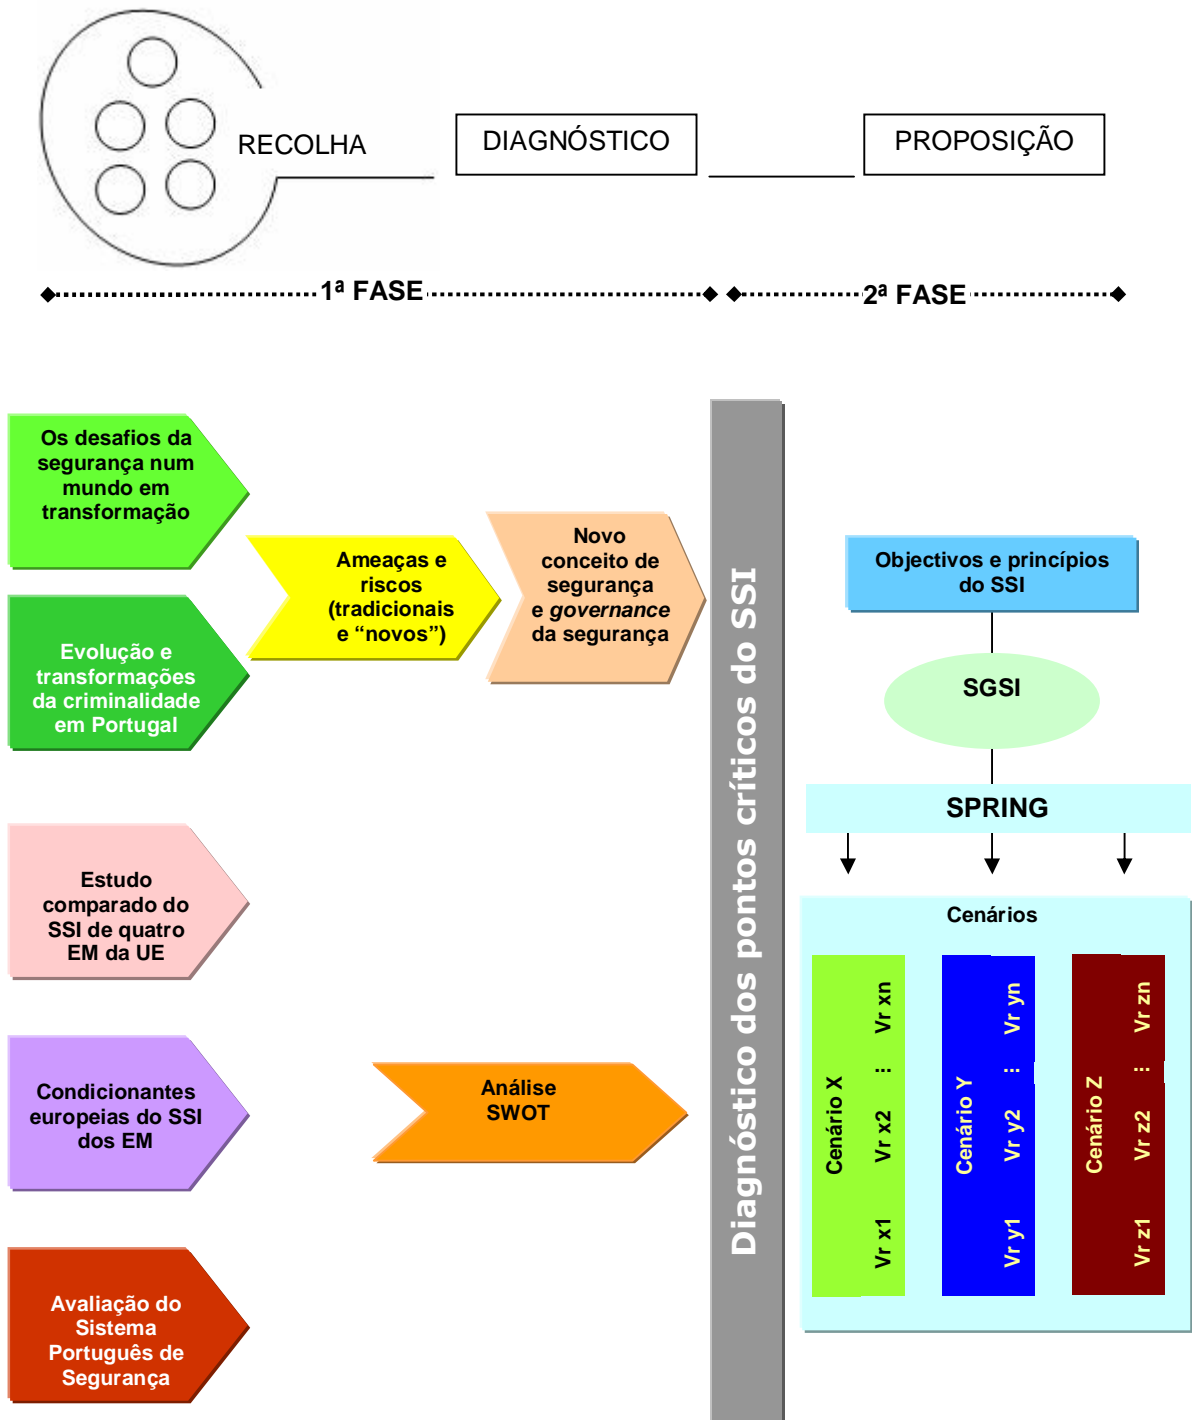 RECOLHA
DIAGNÓSTICO
PROPOSIÇÃO
1ª FASE
2ª FASE
Os desafios da
segurança num
mundo em
transformação
Evolução e
transformações
da criminalidade
em Portugal
Estudo
comparado do
SSI de quatro
EM da UE
Condicionantes
europeias do SSI
dos EM
Avaliação do
Sistema
Português de
Segurança
Ameaças e
riscos
(tradicionais
e “novos”)
Novo
conceito de
segurança
e governance
da segurança
Análise
SWOT
Diagnóstico dos pontos críticos do SSI
Objectivos e princípios
do SSI
SGSI
SPRING
Cenários
Cenário X
Vr x1 Vr x2 ... Vr xn
Cenário Y
Vr y1 Vr y2 ... Vr yn
Cenário Z
Vr z1 Vr z2 ... Vr zn